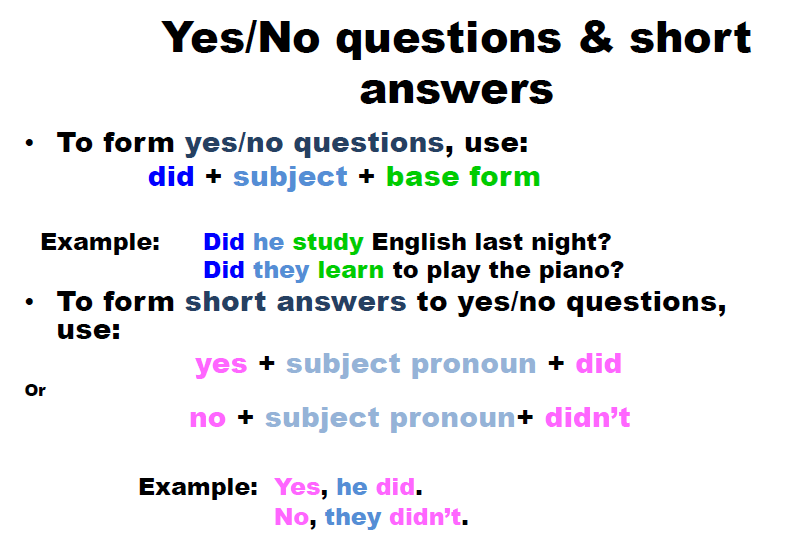 Yes/No questions & short
answers
• To form yes/no questions, use:
did + subject + base form
Example: Did he study English last night?
Did they learn to play the piano?
• To form short answers to yes/no questions,
use:
yes + subject pronoun + did
Or
no + subject pronoun+ didn’t
Example: Yes, he did.
No, they didn’t.